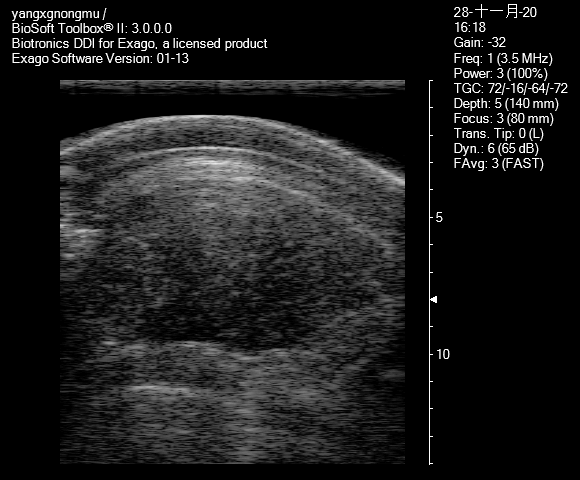 yangxgnongmu /
BioSoft Toolbox® II: 3.0.0.0
Biotronics DDI for Exago, a licensed product
Exago Software Version: 01-13
28-十一月-20
16:18
Gain: -32
Freq: 1 (3.5 MHz)
Power: 3 (100%)
TGC: 72/-16/-64/-72
Depth: 5 (140 mm)
Focus: 3 (80 mm)
Trans. Tip: 0 (L)
Dyn.: 6 (65 dB)
FAvg: 3 (FAST)
5
10